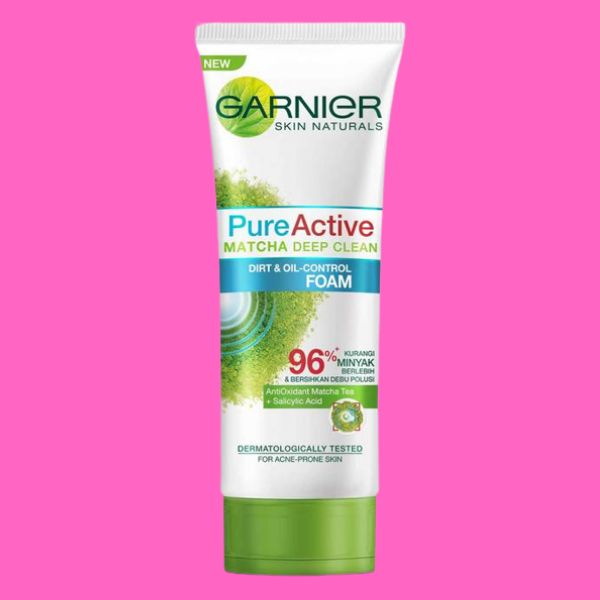 NEW
GARNIER
SKIN NATURALS
PureActive
MATCHA DEEP CLEAN
DIRT & OIL-CONTROL
FOAM
96%+ KURANGI
MINYAK
BERLEBIH
& BERSIHKAN DEBU POLUSI
AntiOxidant Matcha Tea
+ Salicylic Acid
DERMATOLOGICALLY TESTED
FOR ACNE-PRONE SKIN